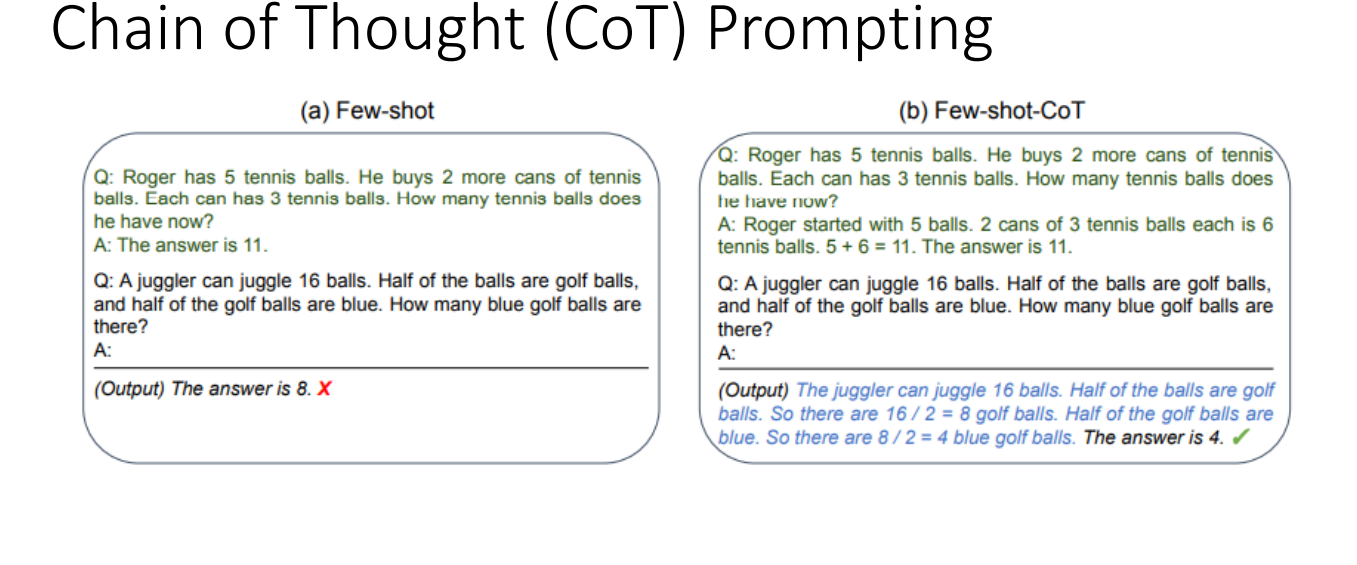 Chain of Thought (CoT) Prompting
(a) Few-shot
Q: Roger has 5 tennis balls. He buys 2 more cans of tennis
balls. Each can has 3 tennis balls. How many tennis balls does
he have now?
A: The answer is 11.
Q: A juggler can juggle 16 balls. Half of the balls are golf balls,
and half of the golf balls are blue. How many blue golf balls are
there?
A:
(Output) The answer is 8. ✗
(b) Few-shot-CoT
Q: Roger has 5 tennis balls. He buys 2 more cans of tennis
balls. Each can has 3 tennis balls. How many tennis balls does
he have now?
A: Roger started with 5 balls. 2 cans of 3 tennis balls each is 6
tennis balls. 5 + 6 = 11. The answer is 11.
Q: A juggler can juggle 16 balls. Half of the balls are golf balls,
and half of the golf balls are blue. How many blue golf balls are
there?
A:
(Output) The juggler can juggle 16 balls. Half of the balls are golf
balls. So there are 16 / 2 = 8 golf balls. Half of the golf balls are
blue. So there are 8 / 2 = 4 blue golf balls. The answer is 4. ✓